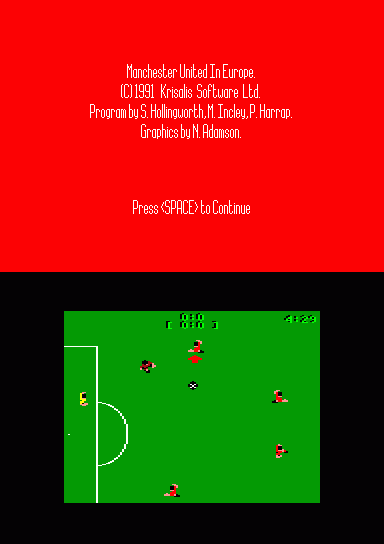 Manchester United In Europe.
(C) 1991 Krisalis Software Ltd.
Program by S. Hollingworth, M. Incley, P. Harrap.
Graphics by N. Adamson.
Press <SPACE> to Continue
0:0
[ 0:0 ]
4:29